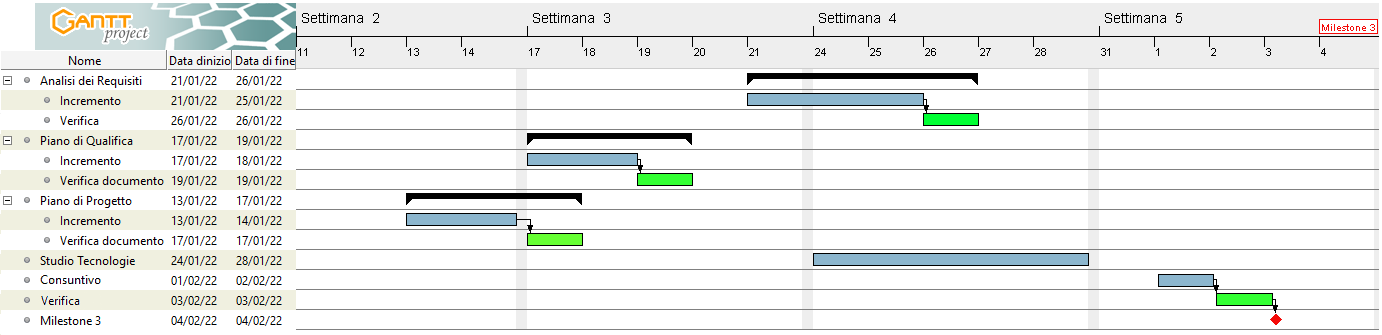 GANTT project
Settimana 2 Settimana 3 Settimana 4 Settimana 5
Milestone 3
11 12 13 14 17 18 19 20 21 24 25 26 27 28 31 1 2 3 4
Nome Data dinizio Data di fine
Analisi dei Requisiti 21/01/22 26/01/22
Incremento 21/01/22 25/01/22
Verifica 26/01/22 26/01/22
Piano di Qualifica 17/01/22 19/01/22
Incremento 17/01/22 18/01/22
Verifica documento 19/01/22 19/01/22
Piano di Progetto 13/01/22 17/01/22
Incremento 13/01/22 14/01/22
Verifica documento 17/01/22 17/01/22
Studio Tecnologie 24/01/22 28/01/22
Consuntivo 01/02/22 02/02/22
Verifica 03/02/22 03/02/22
Milestone 3 04/02/22 04/02/22